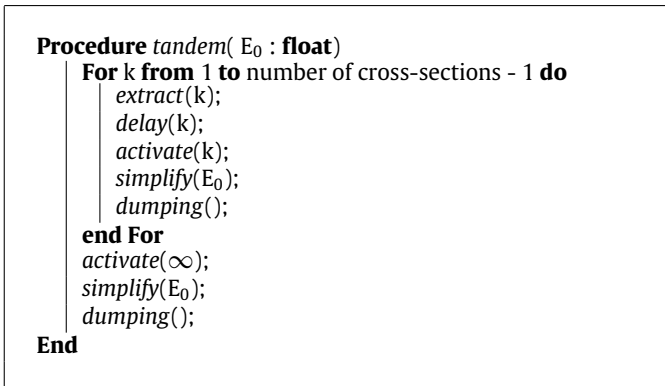 Procedure tandem( E₀ : float)
For k from 1 to number of cross-sections - 1 do
extract(k);
delay(k);
activate(k);
simplify(E₀);
dumping();
end For
activate(∞);
simplify(E₀);
dumping();
End